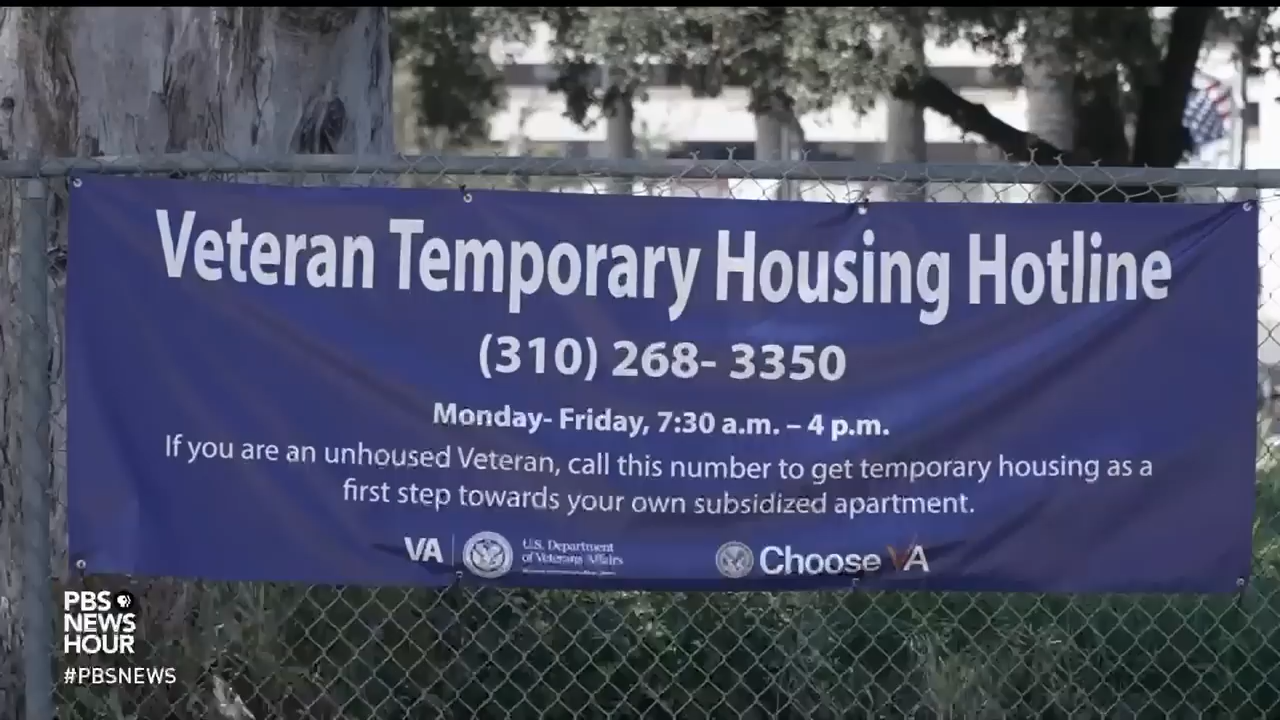 Veteran Temporary Housing Hotline
(310) 268- 3350
Monday- Friday, 7:30 a.m. – 4 p.m.
If you are an unhoused Veteran, call this number to get temporary housing as a
first step towards your own subsidized apartment.
VA
U.S. Department
of Veterans Affairs
Choose VA
PBS
NEWS
HOUR
#PBSNEWS